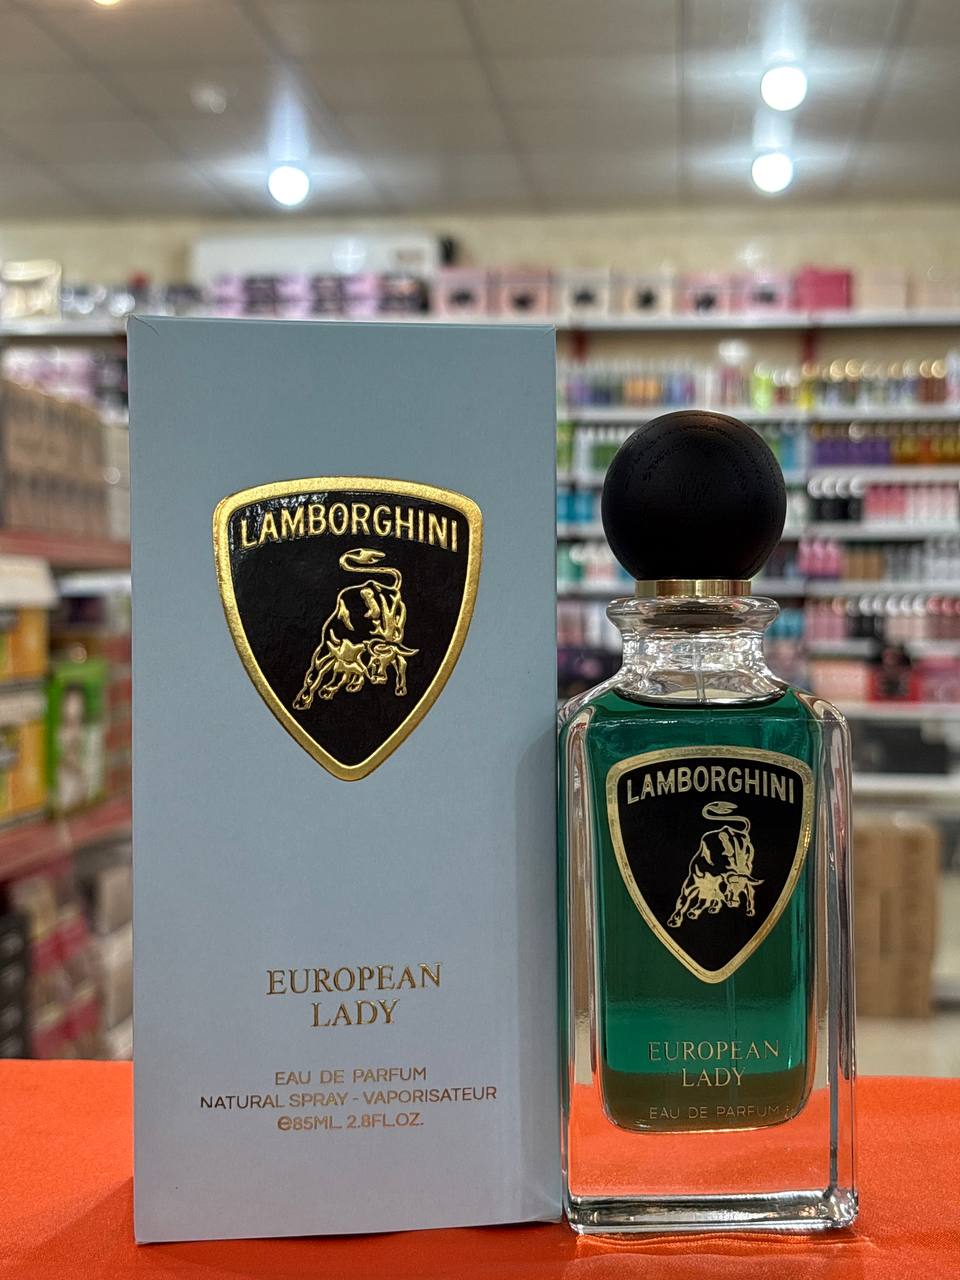 LAMBORGHINI
EUROPEAN
LADY
EAU DE PARFUM
NATURAL SPRAY - VAPORISATEUR
℮85ML 2.8FL.OZ.
LAMBORGHINI
EUROPEAN
LADY
EAU DE PARFUM